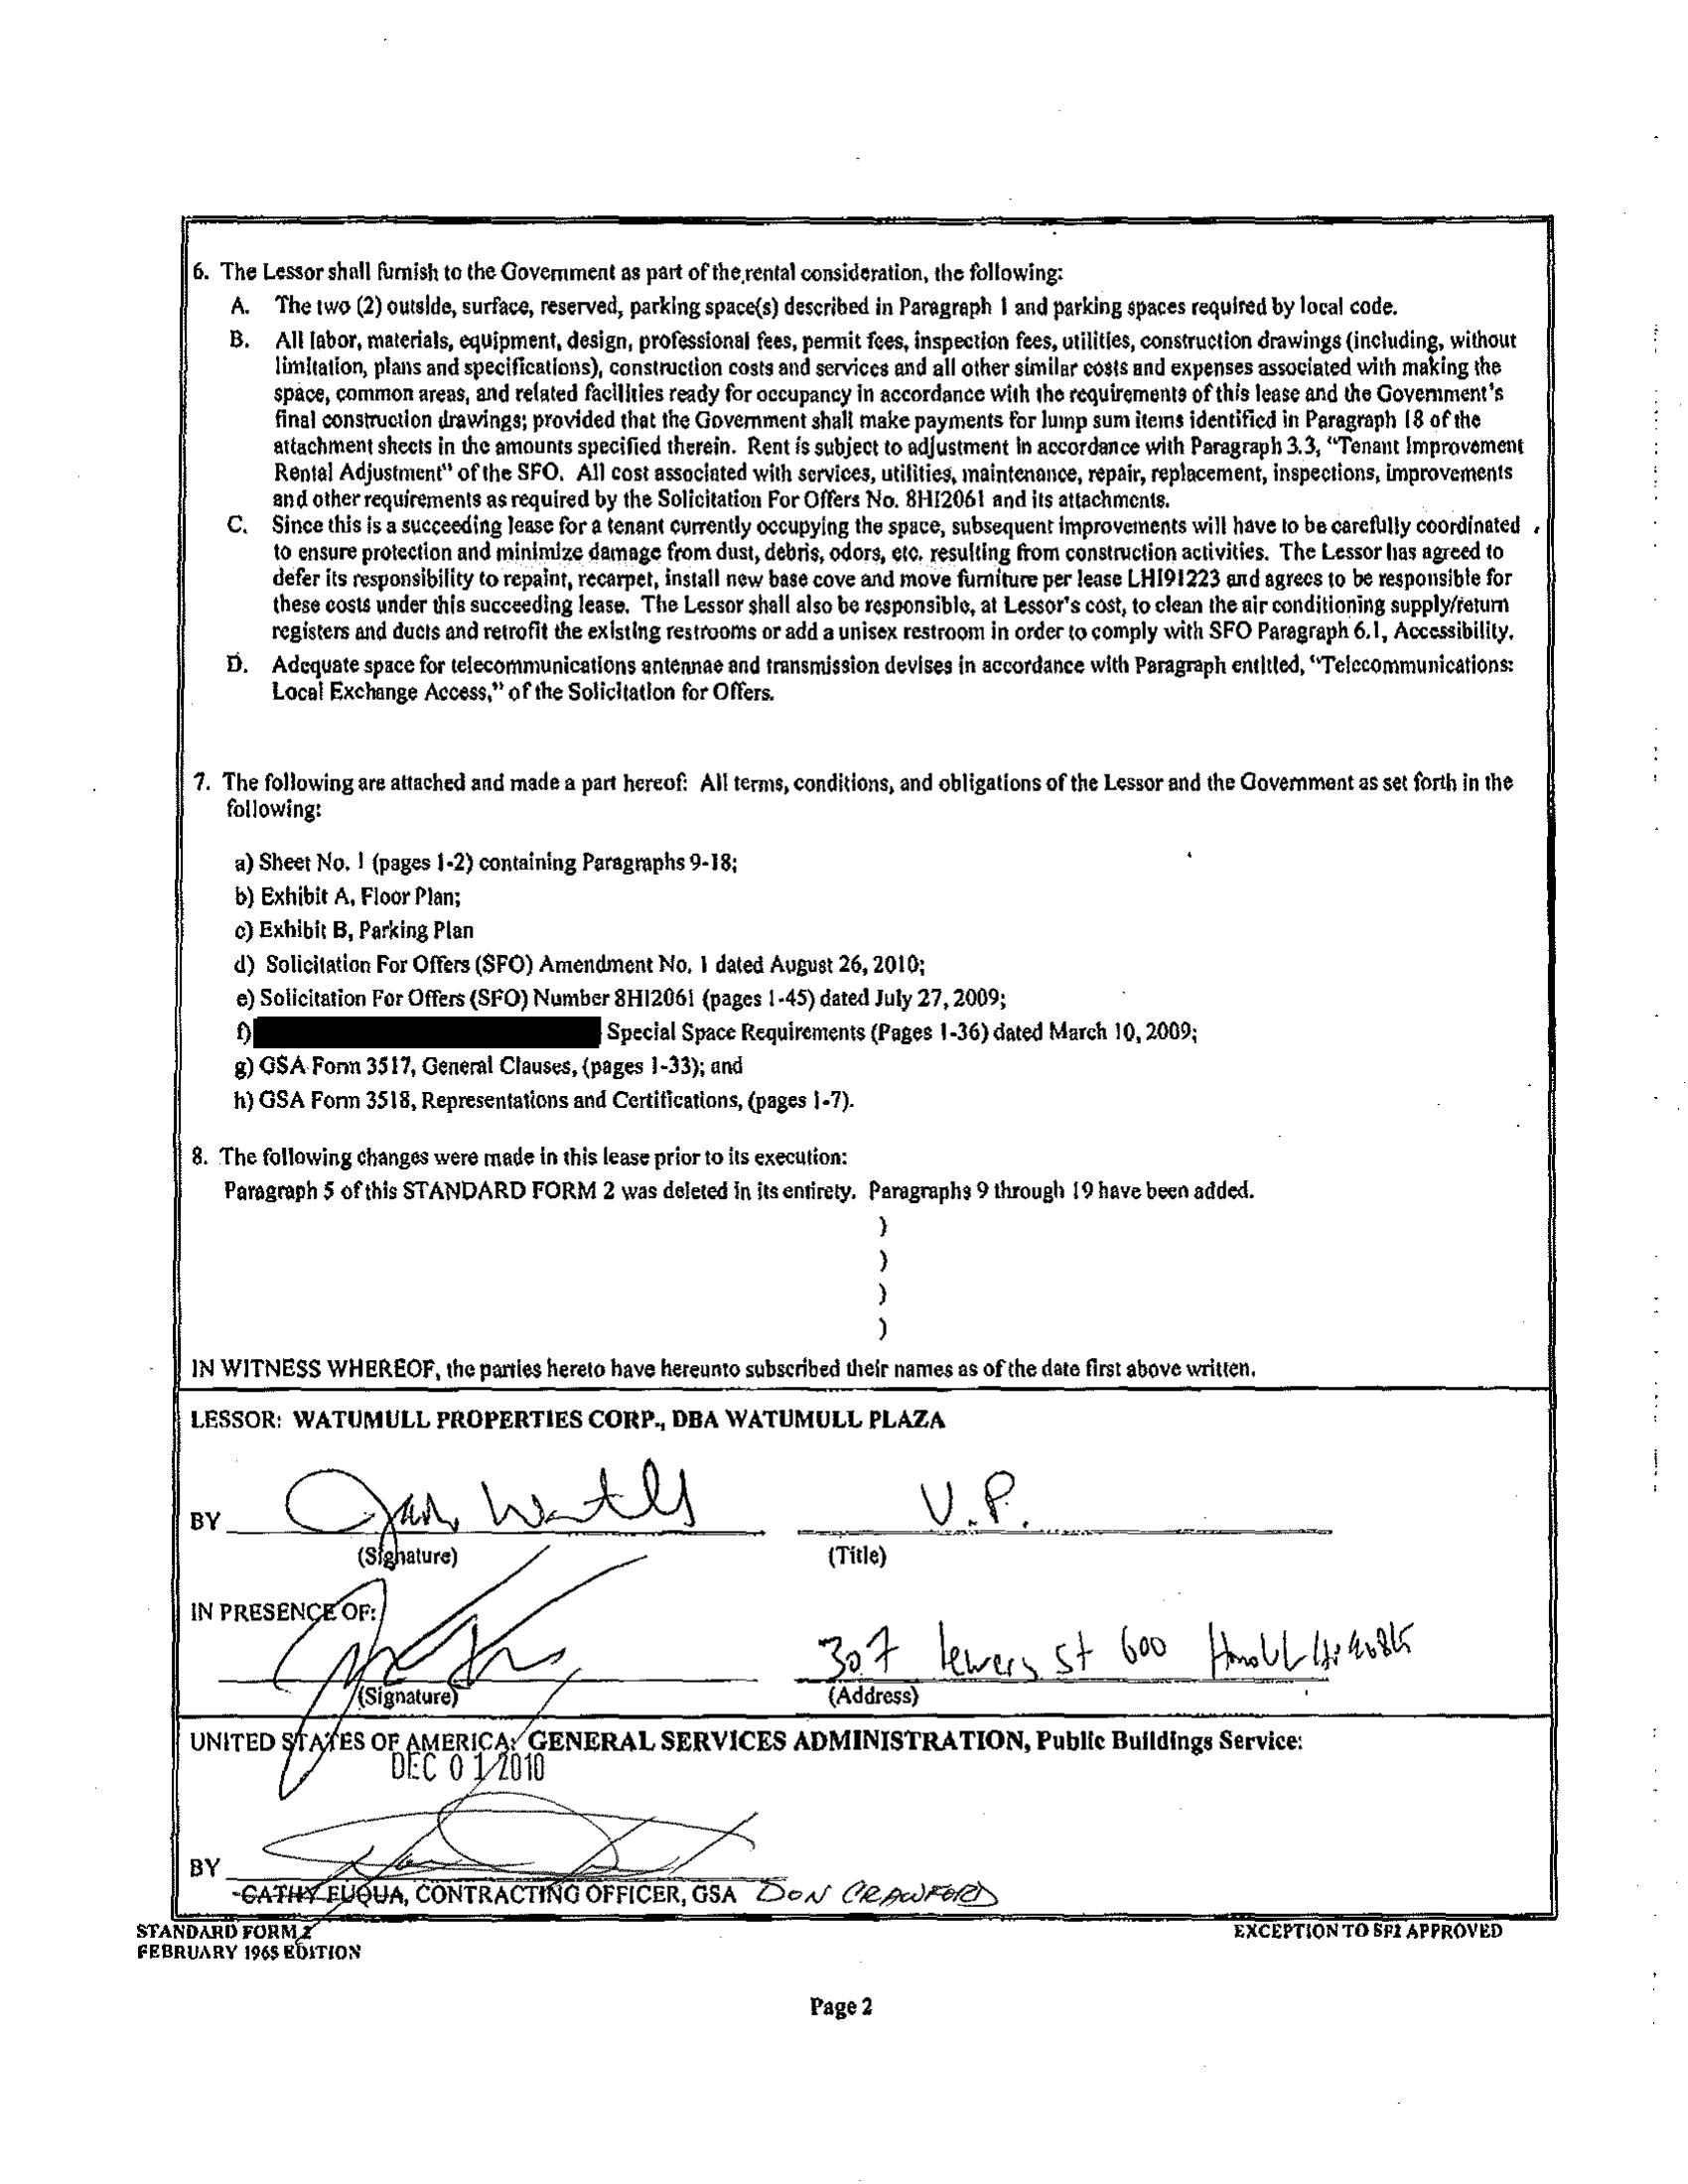 6. The Lessor shall furnish to the Government as part of the rental consideration, the following:
A. The two (2) outside, surface, reserved, parking space(s) described in Paragraph 1 and parking spaces required by local code.
B. All labor, materials, equipment, design, professional fees, permit fees, inspection fees, utilities, construction drawings (including, without
limitation, plans and specifications), construction costs and services and all other similar costs and expenses associated with making the
space, common areas, and related facilities ready for occupancy in accordance with the requirements of this lease and the Government's
final construction drawings; provided that the Government shall make payments for lump sum items identified in Paragraph 18 of the
attachment sheets in the amounts specified therein. Rent is subject to adjustment in accordance with Paragraph 3.3, "Tenant Improvement
Rental Adjustment" of the SFO. All cost associated with services, utilities, maintenance, repair, replacement, inspections, improvements
and other requirements as required by the Solicitation For Offers No. 8HI2061 and its attachments.
C. Since this is a succeeding lease for a tenant currently occupying the space, subsequent improvements will have to be carefully coordinated
to ensure protection and minimize damage from dust, debris, odors, etc. resulting from construction activities. The Lessor has agreed to
defer its responsibility to repaint, recarpet, install new base cove and move furniture per lease LHI91223 and agrees to be responsible for
these costs under this succeeding lease. The Lessor shall also be responsible, at Lessor's cost, to clean the air conditioning supply/return
registers and ducts and retrofit the existing restrooms or add a unisex restroom in order to comply with SFO Paragraph 6.1, Accessibility.
D. Adequate space for telecommunications antennae and transmission devises in accordance with Paragraph entitled, "Telecommunications:
Local Exchange Access," of the Solicitation for Offers.
7. The following are attached and made a part hereof: All terms, conditions, and obligations of the Lessor and the Government as set forth in the
following:
a) Sheet No. 1 (pages 1-2) containing Paragraphs 9-18;
b) Exhibit A, Floor Plan;
c) Exhibit B, Parking Plan
d) Solicitation For Offers (SFO) Amendment No. 1 dated August 26, 2010;
e) Solicitation For Offers (SFO) Number 8HI2061 (pages 1-45) dated July 27, 2009;
f) Special Space Requirements (Pages 1-36) dated March 10, 2009;
g) GSA Form 3517, General Clauses, (pages 1-33); and
h) GSA Form 3518, Representations and Certifications, (pages 1-7).
8. The following changes were made in this lease prior to its execution:
Paragraph 5 of this STANDARD FORM 2 was deleted in its entirety. Paragraphs 9 through 19 have been added.
)
)
)
)
IN WITNESS WHEREOF, the parties hereto have hereunto subscribed their names as of the date first above written.
LESSOR: WATUMULL PROPERTIES CORP., DBA WATUMULL PLAZA
BY V.P.
(Signature) (Title)
IN PRESENCE OF:
307 lewers st 600
(Signature) (Address)
UNITED STATES OF AMERICA, GENERAL SERVICES ADMINISTRATION, Public Buildings Service:
DEC 01 2010
BY
CATHY EUQUA, CONTRACTING OFFICER, GSA DON CRAWFORD
STANDARD FORM 2 EXCEPTION TO SF2 APPROVED
FEBRUARY 1965 EDITION
Page 2